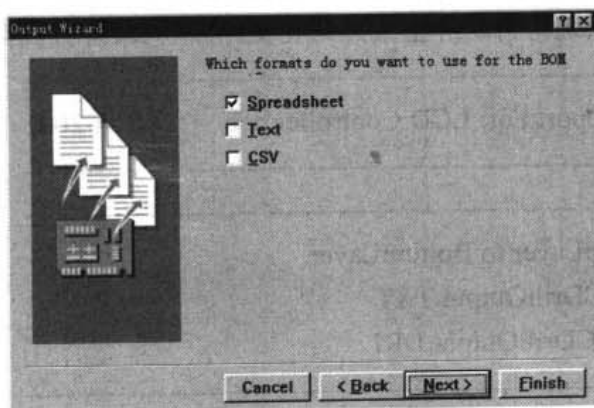 Output Wizard
Which formats do you want to use for the BOM
Spreadsheet
Text
CSV
Cancel
< Back
Next >
Finish